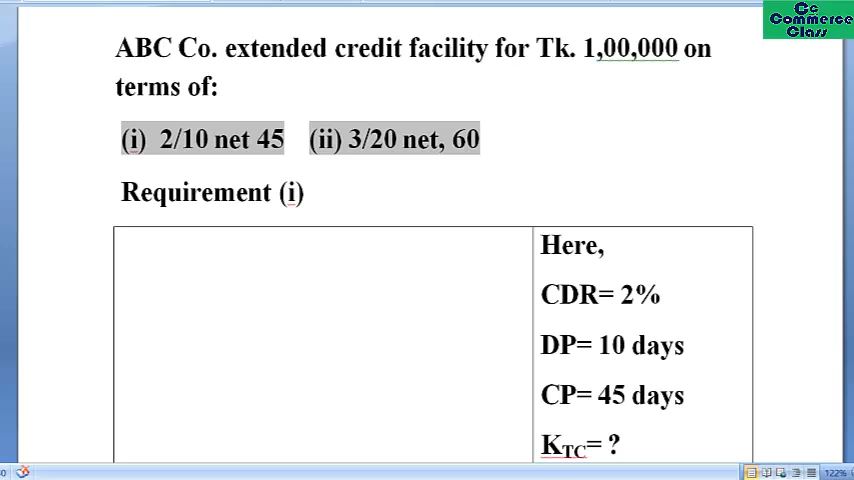 Cc
Commerce
Class
ABC Co. extended credit facility for Tk. 1,00,000 on
terms of:
(i) 2/10 net 45 (ii) 3/20 net, 60
Requirement (i)
Here,
CDR= 2%
DP= 10 days
CP= 45 days
KTC= ?
122%